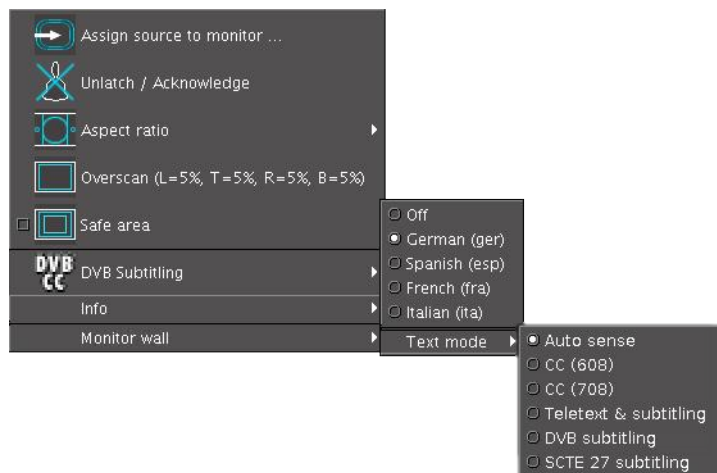 Assign source to monitor ...
Unlatch / Acknowledge
Aspect ratio
Overscan (L=5%, T=5%, R=5%, B=5%)
Safe area
DVB CC
DVB Subtitling
Info
Monitor wall
Off
German (ger)
Spanish (esp)
French (fra)
Italian (ita)
Text mode
Auto sense
CC (608)
CC (708)
Teletext & subtitling
DVB subtitling
SCTE 27 subtitling